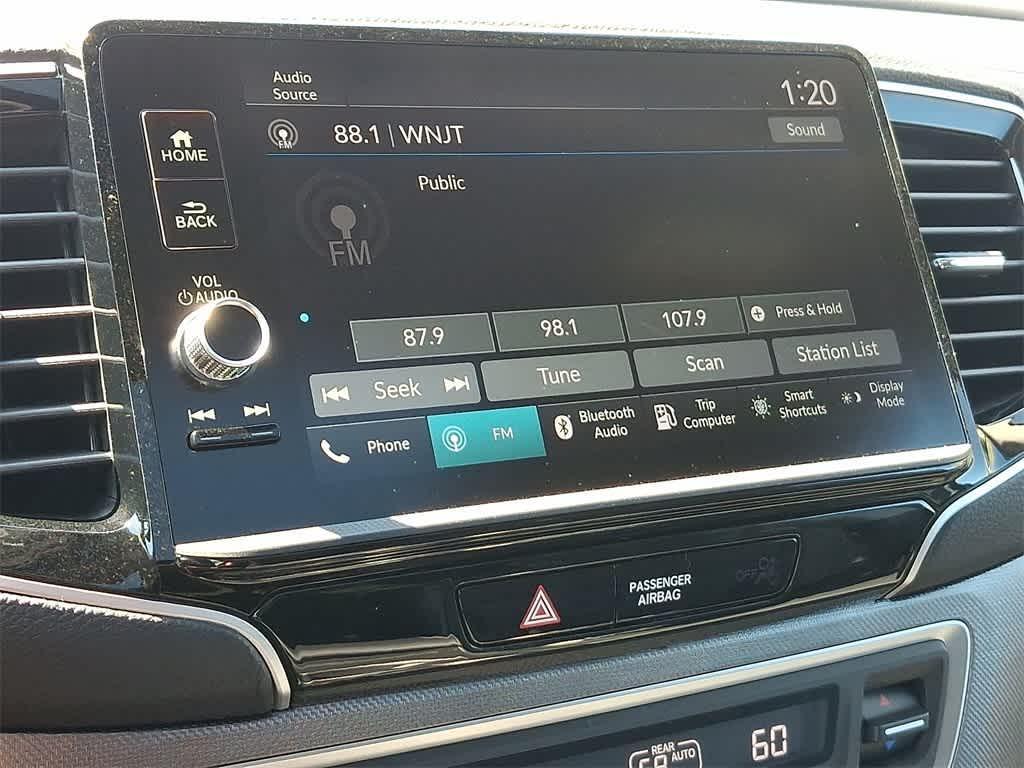 Audio
Source
1:20
FM
88.1 | WNJT
Sound
HOME
Public
BACK
FM
VOL
AUDIO
87.9
98.1
107.9
Press & Hold
Seek
Tune
Scan
Station List
Phone
FM
Bluetooth
Audio
Trip
Computer
Smart
Shortcuts
Display
Mode
PASSENGER
AIRBAG
OFF
REAR
AUTO
60